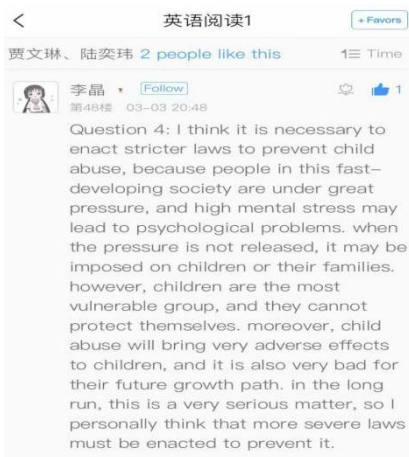 英语阅读1
+ Favors
贾文琳、陆奕玮 2 people like this
Time
李晶
Follow
1
第48楼 03-03 20:48
Question 4: I think it is necessary to
enact stricter laws to prevent child
abuse, because people in this fast-
developing society are under great
pressure, and high mental stress may
lead to psychological problems. when
the pressure is not released, it may be
imposed on children or their families.
however, children are the most
vulnerable group, and they cannot
protect themselves. moreover, child
abuse will bring very adverse effects
to children, and it is also very bad for
their future growth path. in the long
run, this is a very serious matter, so I
personally think that more severe laws
must be enacted to prevent it.